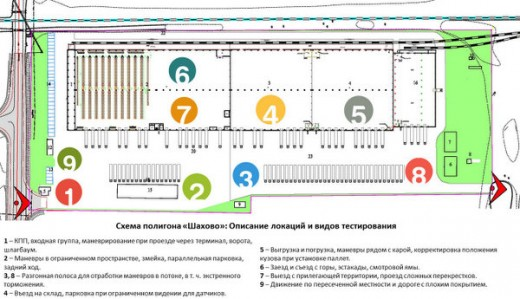 6
7
4
5
9
1
2
3
8
Схема полигона «Шахово»: Описание локаций и видов тестирования
1 – КПП, входная группа, маневрирование при проезде через терминал, ворота,
шлагбаум.
2 – Маневры в ограниченном пространстве, змейка, параллельная парковка,
задний ход.
3, 8 – Разгонная полоса для отработки маневров в потоке, в т. ч. экстренного
торможения.
4 – Въезд на склад, парковка при ограничении видения для датчиков.
5 – Выгрузка и погрузка, маневры рядом с карой, корректировка положения
кузова при установке паллет.
6 – Заезд и съезд с горы, эстакады, смотровой ямы.
7 – Выезд с прилегающей территории, проезд сложных перекрестков.
9 – Движение по пересеченной местности и дороге с плохим покрытием.